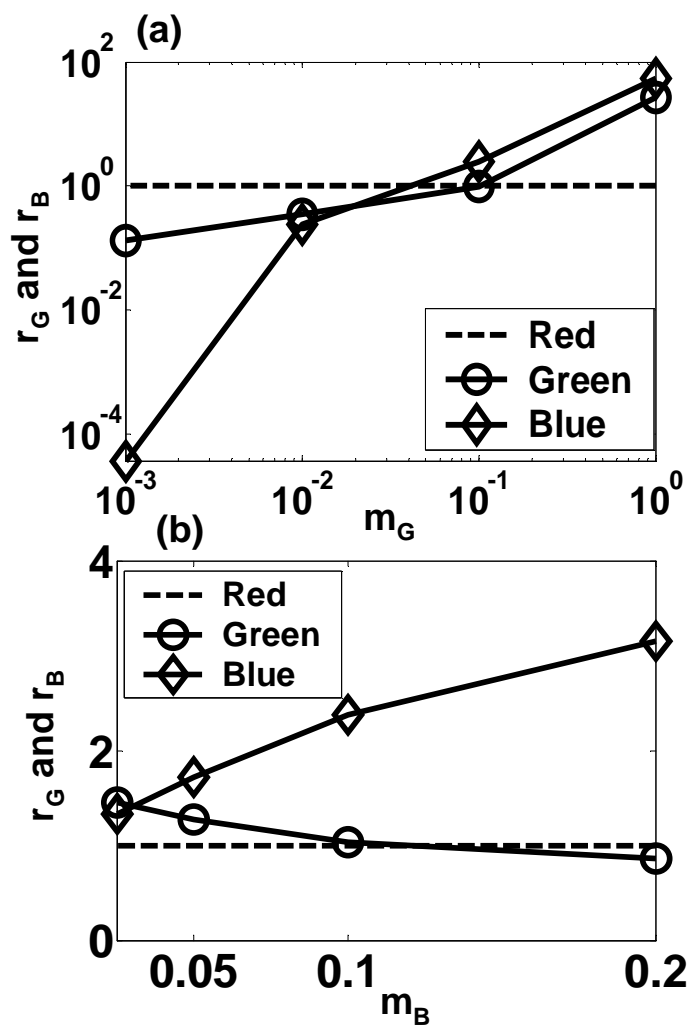 (a)
10^2
10^0
10^-2
10^-4
r_G and r_B
Red
Green
Blue
10^-3 10^-2 10^-1 10^0
m_G
(b)
4
2
0
r_G and r_B
Red
Green
Blue
0.05 0.1 0.2
m_B